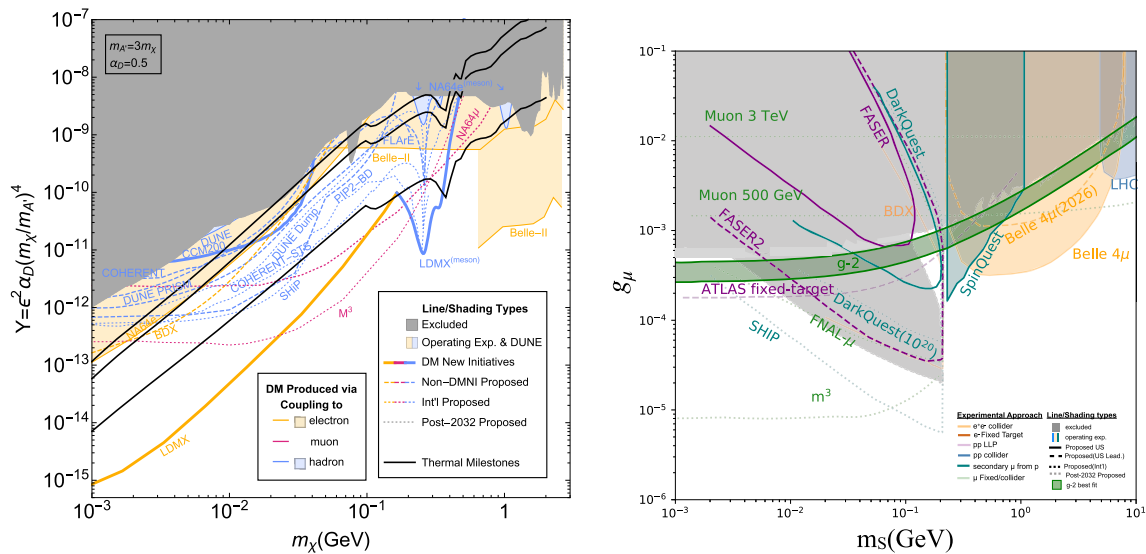 10⁻⁷
10⁻⁸
10⁻⁹
10⁻¹⁰
10⁻¹¹
10⁻¹²
10⁻¹³
10⁻¹⁴
10⁻¹⁵
Y=ϵ² α_D(m_χ/m_A')⁴
m_A'=3m_χ
α_D=0.5
NA64e(meson)
NA64μ
FLArE
Belle-II
PIP2-BD
DUNE
CCM200
DUNE Dump
COHERENT
COHERENT-STS
DUNE PRISM
SHiP
BDX
M³
LDMX(meson)
Belle-II
LDMX
Line/Shading Types
Excluded
Operating Exp. & DUNE
DM New Initiatives
Non-DMNI Proposed
Int'l Proposed
Post-2032 Proposed
Thermal Milestones
DM Produced via
Coupling to
electron
muon
hadron
10⁻³
10⁻²
10⁻¹
1
m_χ(GeV)
10⁻¹
10⁻²
10⁻³
10⁻⁴
10⁻⁵
10⁻⁶
g_μ
Muon 3 TeV
FASER
DarkQuest
Muon 500 GeV
FASER2
BDX
g-2
ATLAS fixed-target
SHIP
FNAL-μ
DarkQuest(10²⁰)
m³
SpinQuest
Belle 4μ(2026)
Belle 4μ
LHC
Experimental Approach
e⁺e⁻ collider
e-Fixed Target
pp LLP
pp collider
secondary μ from p
μ Fixed/collider
Line/Shading types
excluded
operating exp.
Proposed US
Proposed(US Lead.)
Proposed(Int'l)
Post-2032 Proposed
g-2 best fit
10⁻³
10⁻²
10⁻¹
10⁰
10¹
m_S(GeV)